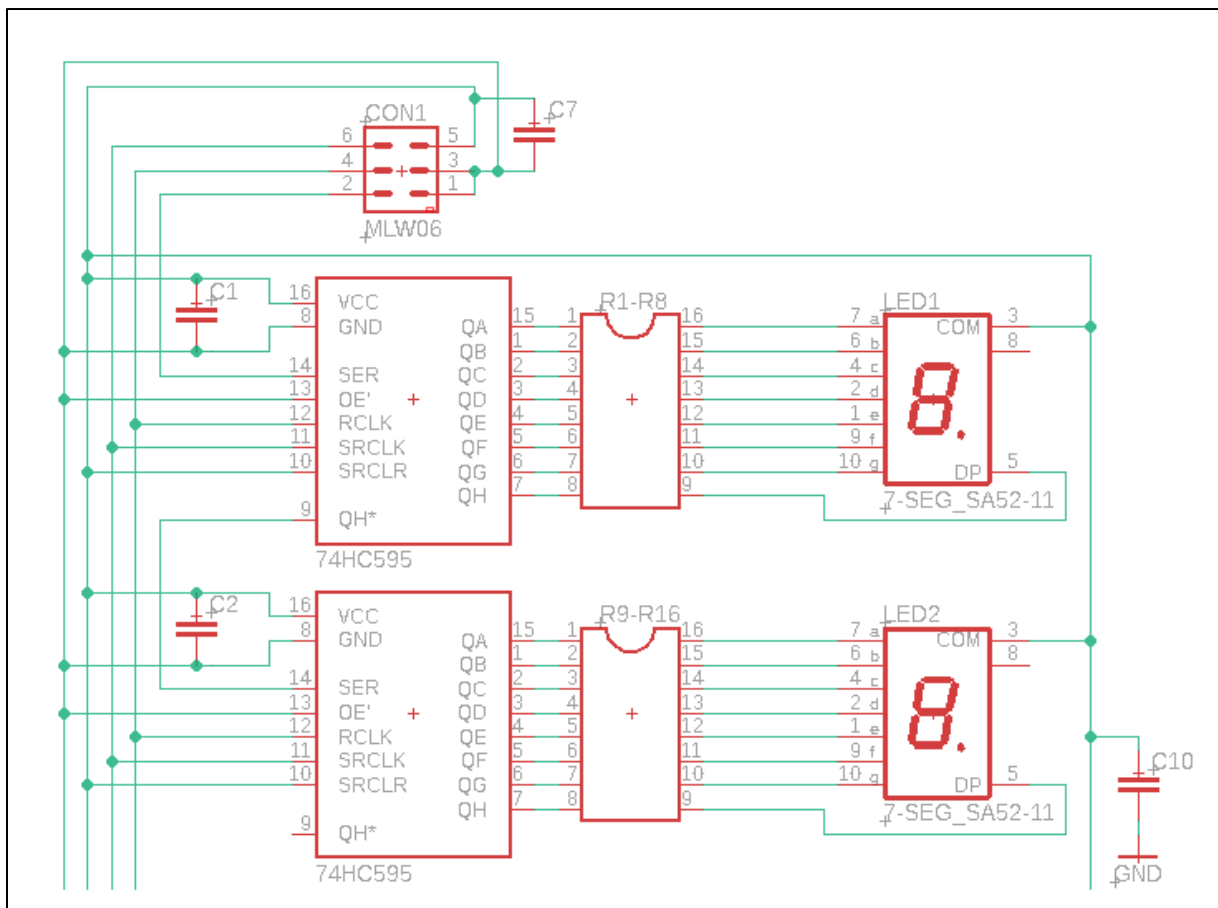 CON1
C7
6 5
4 3
2 1
MLW06
C1
16 VCC
8 GND
14 SER
13 OE'
12 RCLK
11 SRCLK
10 SRCLR
9 QH*
QA 15
QB 1
QC 2
QD 3
QE 4
QF 5
QG 6
QH 7
74HC595
R1-R8
1 16
2 15
3 14
4 13
5 12
6 11
7 10
8 9
LED1
7 a
6 b
4 c
2 d
1 e
9 f
10 g
COM 3
8
8.
DP 5
7-SEG_SA52-11
C2
16 VCC
8 GND
14 SER
13 OE'
12 RCLK
11 SRCLK
10 SRCLR
9 QH*
QA 15
QB 1
QC 2
QD 3
QE 4
QF 5
QG 6
QH 7
74HC595
R9-R16
1 16
2 15
3 14
4 13
5 12
6 11
7 10
8 9
LED2
7 a
6 b
4 c
2 d
1 e
9 f
10 g
COM 3
8
8.
DP 5
7-SEG_SA52-11
C10
GND